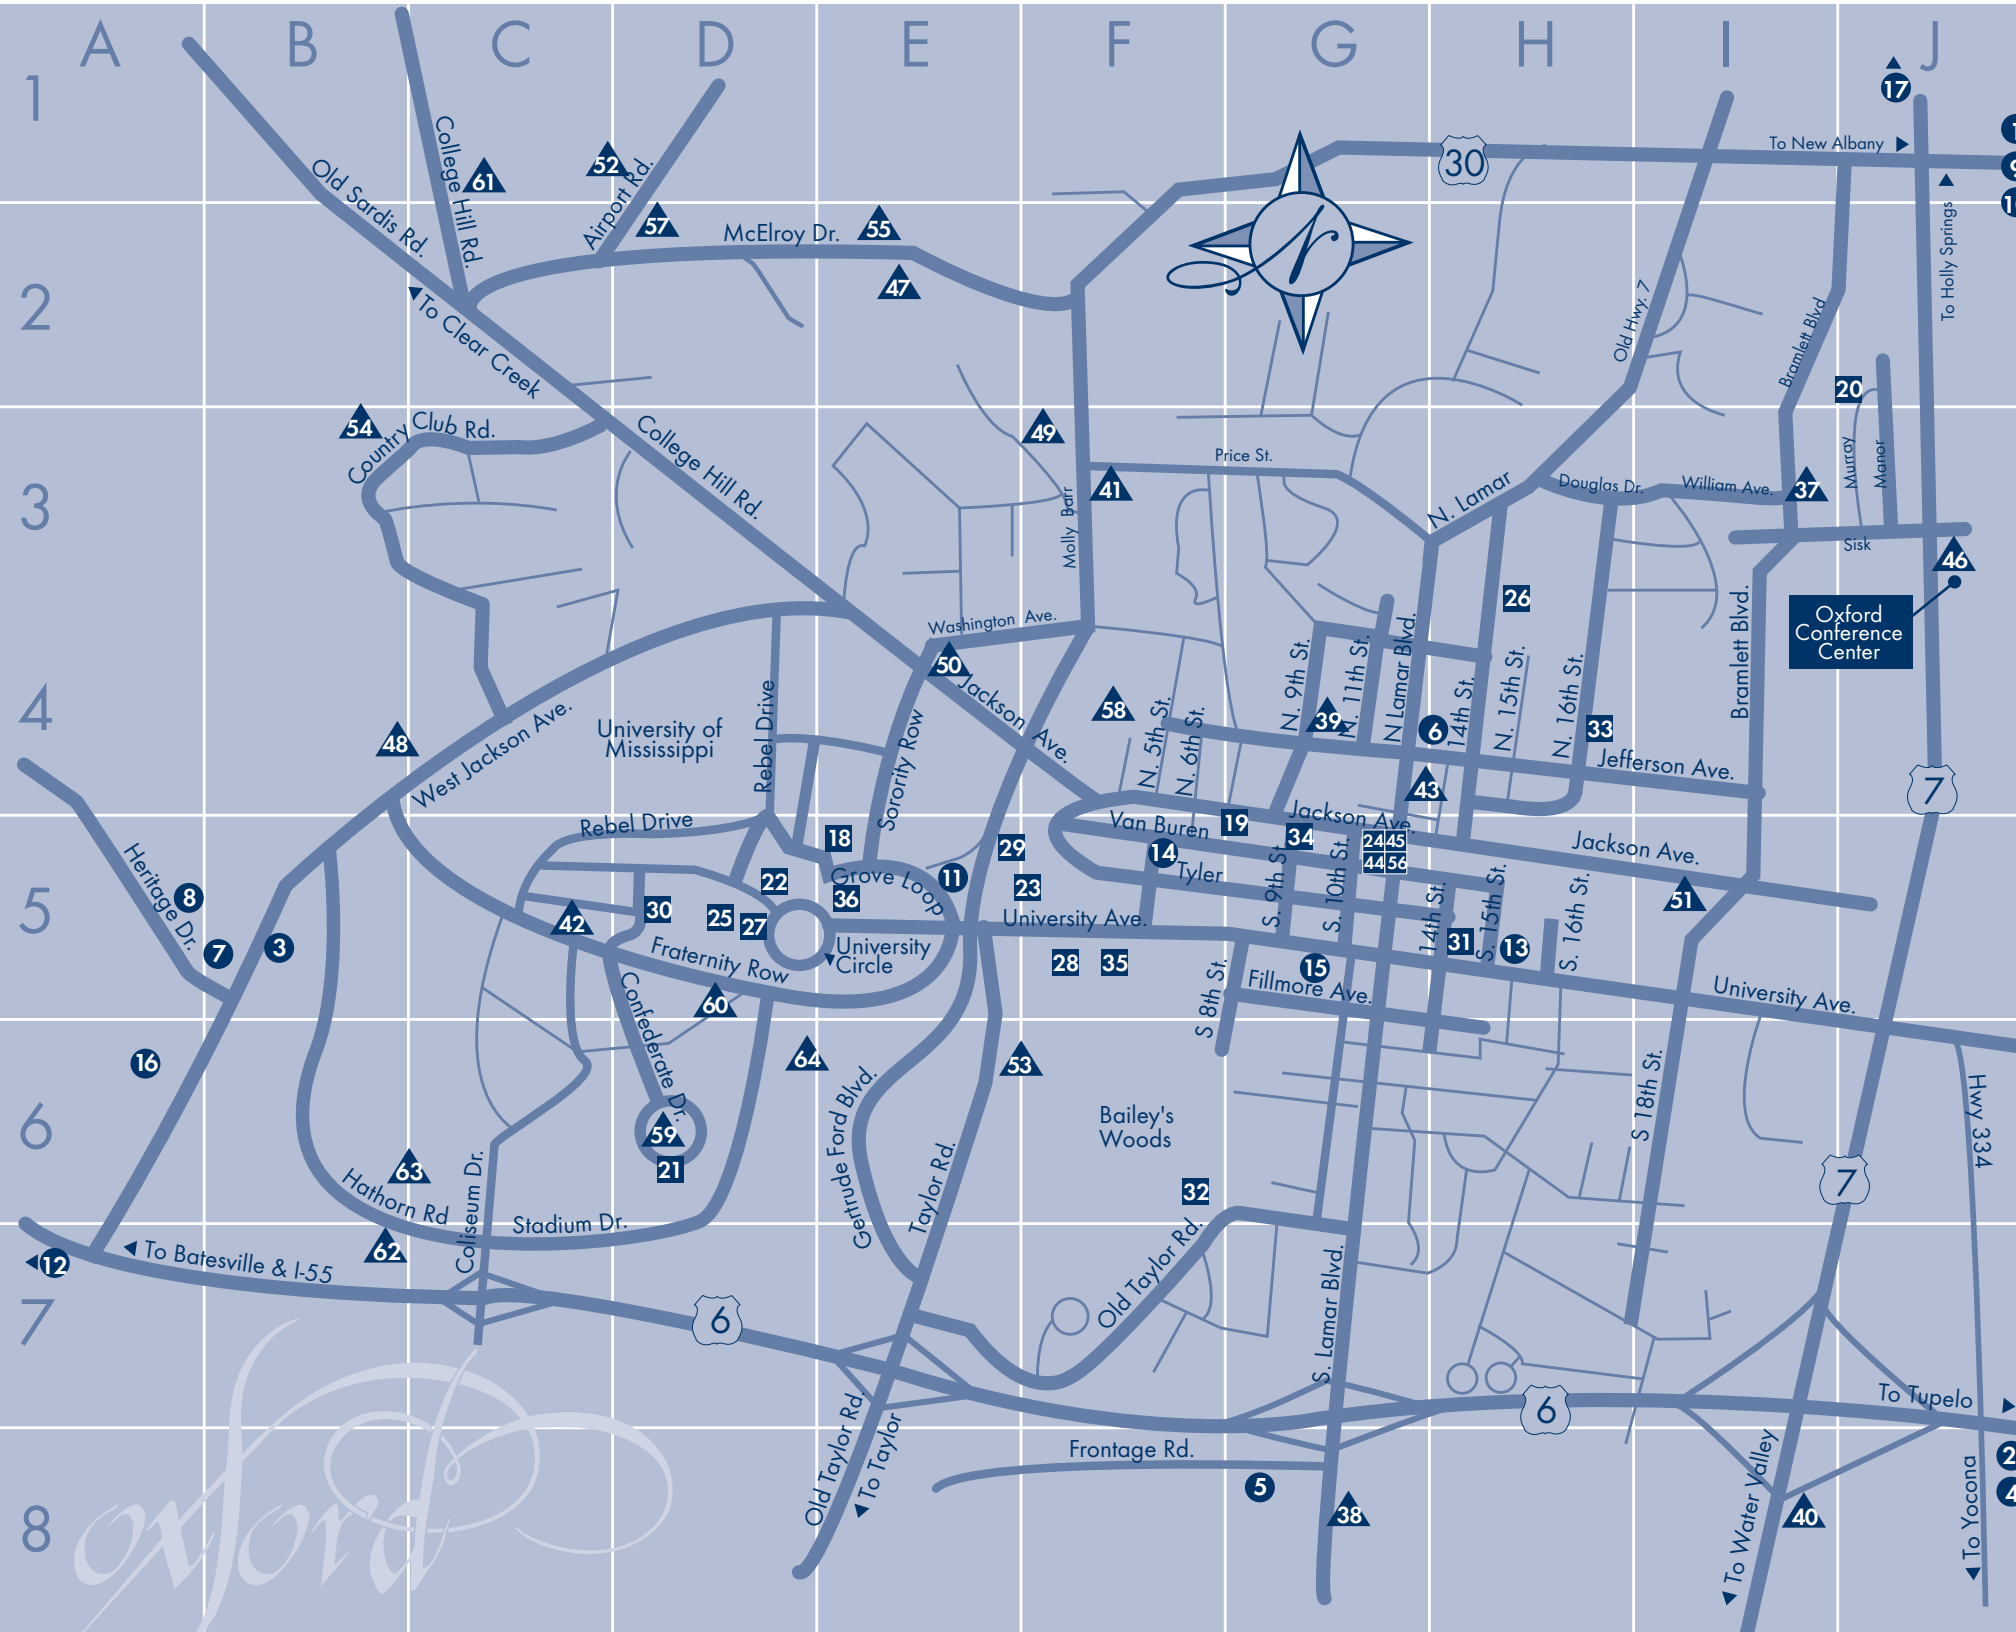 A B C D E F G H I J
1
2
3
4
5
6
7
8
Old Sardis Rd.
College Hill Rd.
61
52
Airport Rd.
57
McElroy Dr.
55
47
N
30
To New Albany
17
9
To Holly Springs
Old Hwy. 7
Bramlett Blvd
20
To Clear Creek
54
Country Club Rd.
College Hill Rd.
49
41
Molly Barr
Price St.
N. Lamar
Douglas Dr.
William Ave.
37
Murray
Manor
Sisk
46
Oxford
Conference
Center
26
Washington Ave.
50
Jackson Ave.
58
N. 5th St.
N. 6th St.
N. 9th St.
39
N. 11th St.
N Lamar Blvd.
6
14th St.
N. 15th St.
N. 16th St.
33
Jefferson Ave.
Bramlett Blvd.
7
48
West Jackson Ave.
University of
Mississippi
Rebel Drive
Sorority Row
43
Heritage Dr.
8
7
3
Rebel Drive
18
Grove Loop
11
29
23
22
36
25
27
30
42
Fraternity Row
University
Circle
University Ave.
28
35
Van Buren
14
Tyler
19
Jackson Ave.
34
24 45
44 56
S. 9th St.
S. 10th St.
14th St.
31
S. 15th St.
13
S. 16th St.
Jackson Ave.
51
15
Fillmore Ave.
S 8th St.
University Ave.
60
Confederate Dr.
64
53
59
21
16
63
Hathorn Rd
62
Coliseum Dr.
Stadium Dr.
Gertrude Ford Blvd.
Taylor Rd.
Bailey's
Woods
32
Old Taylor Rd.
S 18th St.
7
Hwy 334
12
To Batesville & I-55
6
S. Lamar Blvd.
6
To Tupelo
Old Taylor Rd.
To Taylor
Frontage Rd.
5
38
To Water Valley
40
To Yocona
2
4
oxford